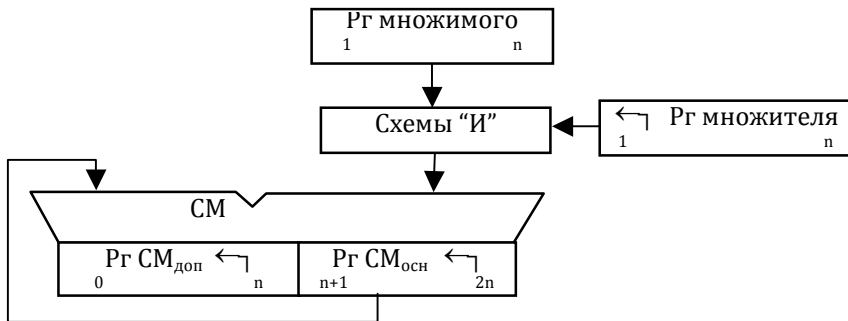 Рг множимого
1 n
Схемы “И”
Рг множителя
1 n
СМ
Рг СМдоп
0 n
Рг СМосн
n+1 2n